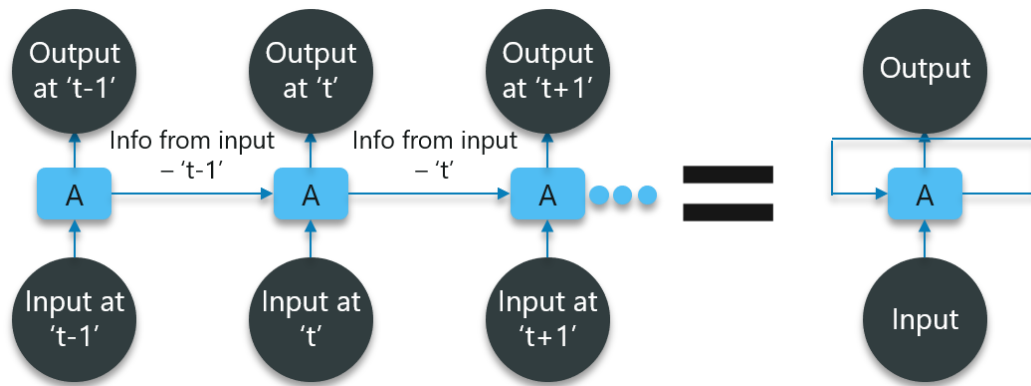 Output
at ‘t-1’
Output
at ‘t’
Output
at ‘t+1’
Output
Info from input
– ‘t-1’
Info from input
– ‘t’
A
A
A
A
Input at
‘t-1’
Input at
‘t’
Input at
‘t+1’
Input